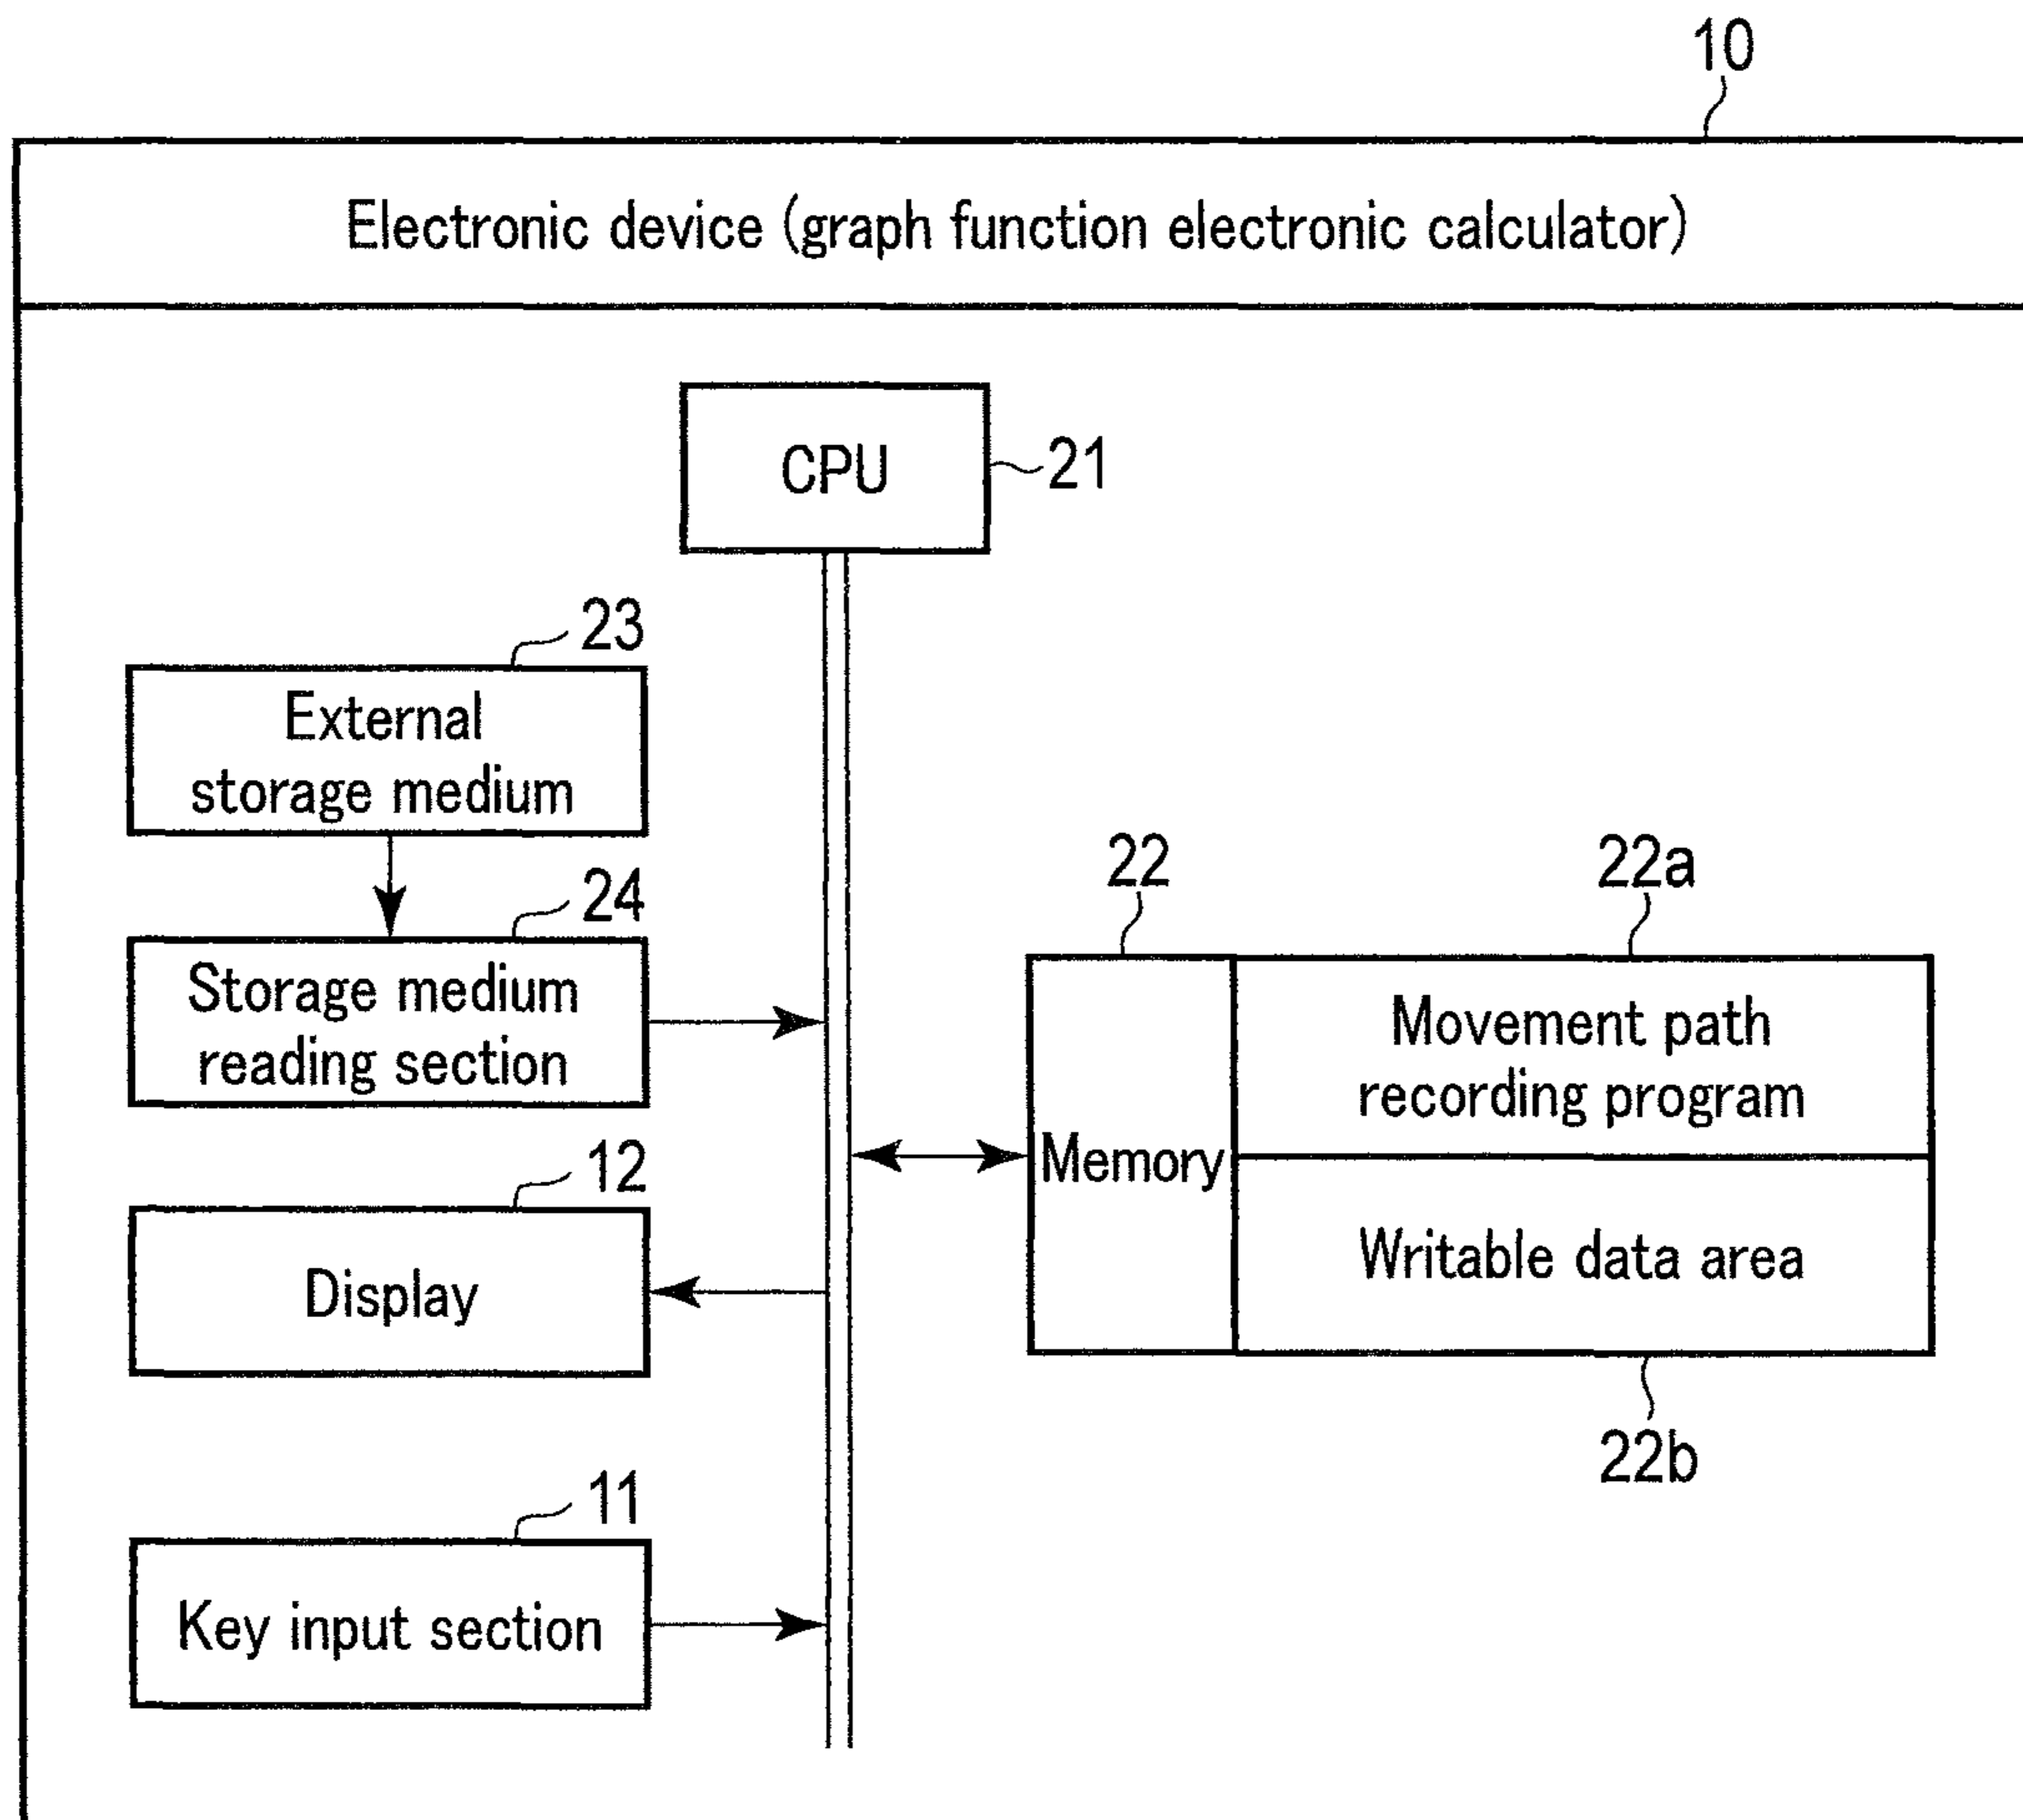 10
Electronic device (graph function electronic calculator)
CPU
21
23
External
storage medium
24
Storage medium
reading section
22
22a
Memory
Movement path
recording program
12
Display
Writable data area
22b
11
Key input section